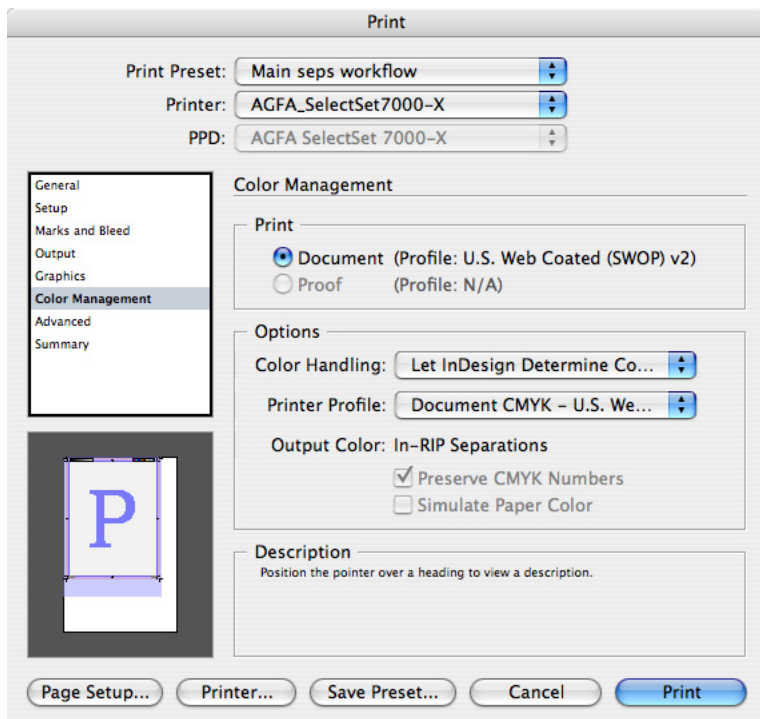 Print
Print Preset: Main seps workflow
Printer: AGFA_SelectSet7000-X
PPD: AGFA SelectSet 7000-X
General
Setup
Marks and Bleed
Output
Graphics
Color Management
Advanced
Summary
P
Color Management
Print
Document (Profile: U.S. Web Coated (SWOP) v2)
Proof (Profile: N/A)
Options
Color Handling: Let InDesign Determine Co...
Printer Profile: Document CMYK - U.S. We...
Output Color: In-RIP Separations
Preserve CMYK Numbers
Simulate Paper Color
Description
Position the pointer over a heading to view a description.
Page Setup... Printer... Save Preset... Cancel Print